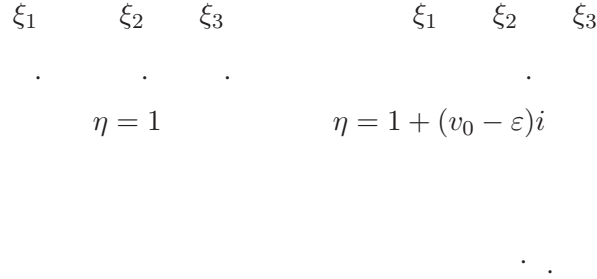 ξ₁ ξ₂ ξ₃ ξ₁ ξ₂ ξ₃
. . . .
η = 1 η = 1 + (v₀ − ε)i
. .